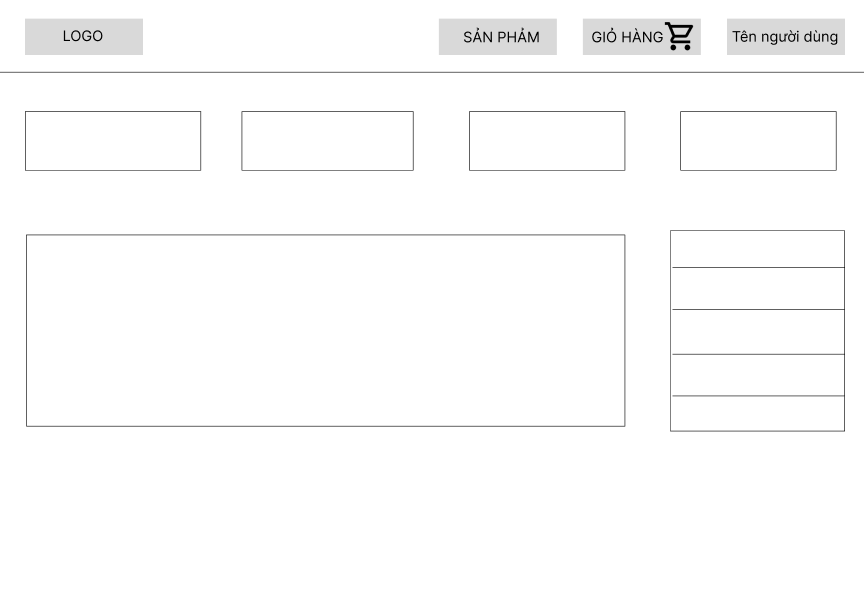 LOGO
SẢN PHẨM
GIỎ HÀNG
Tên người dùng